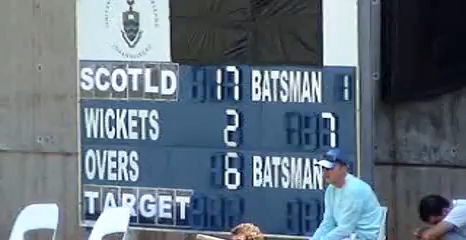 SCOTLD 17 BATSMAN 1
WICKETS 2 7
OVERS 6 BATSMAN
TARGET